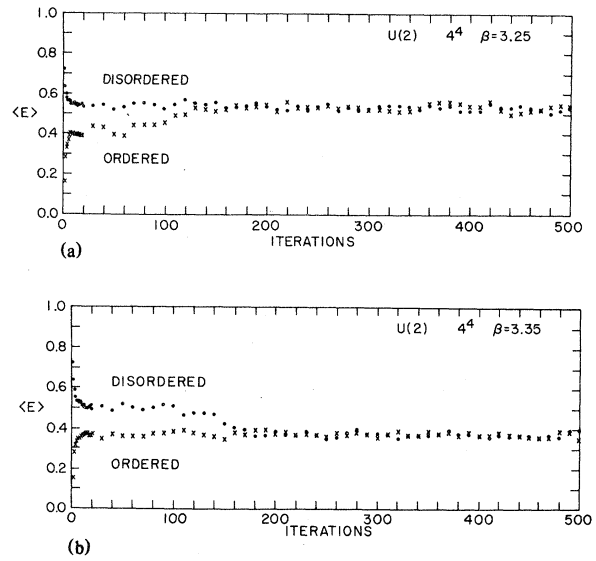 1.0
U(2) 4⁴ β=3.25
0.8
DISORDERED
0.6
<E>
0.4
ORDERED
0.2
0.0
0 100 200 300 400 500
ITERATIONS
(a)
1.0
U(2) 4⁴ β=3.35
0.8
DISORDERED
0.6
<E>
0.4
ORDERED
0.2
0.0
0 100 200 300 400 500
ITERATIONS
(b)